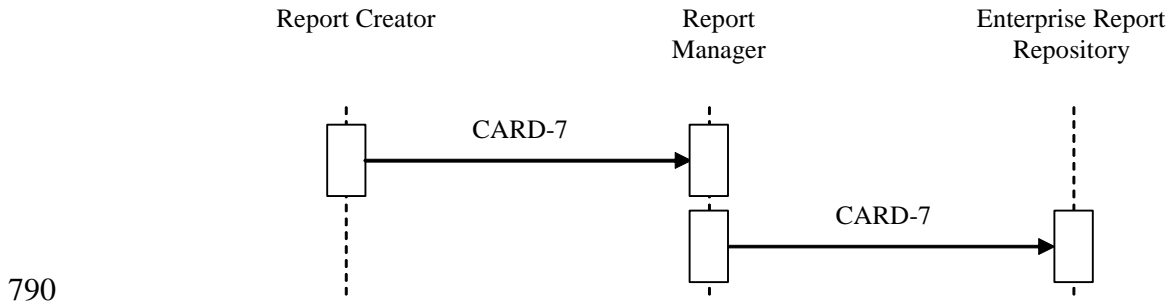 Report Creator
Report
Manager
Enterprise Report
Repository
CARD-7
CARD-7
790